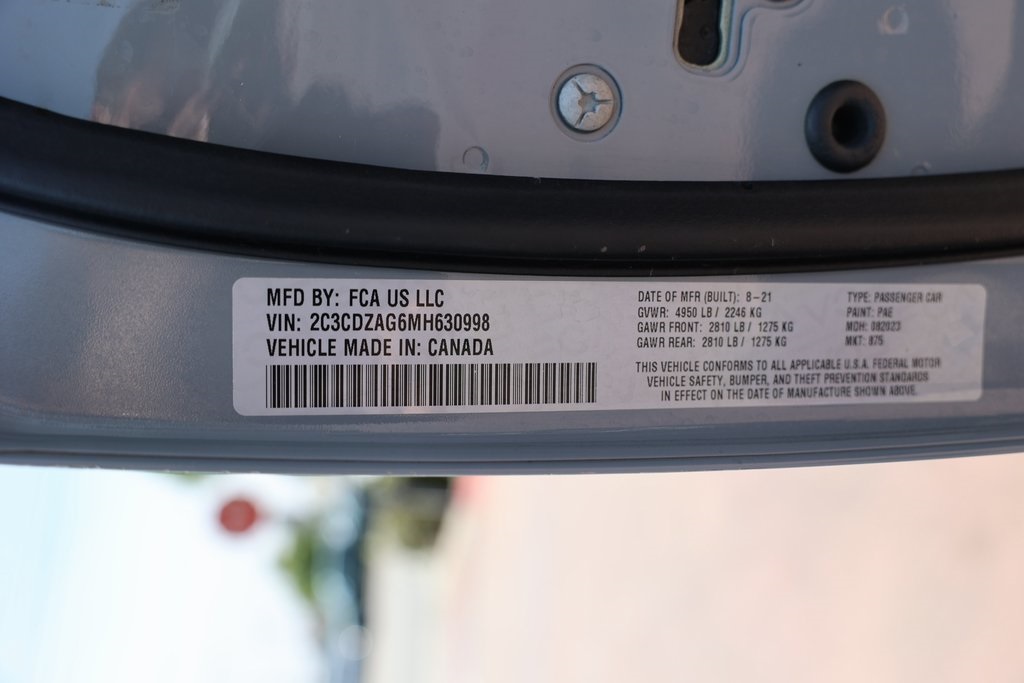 MFD BY: FCA US LLC
VIN: 2C3CDZAG6MH630998
VEHICLE MADE IN: CANADA
DATE OF MFR (BUILT): 8-21
GVWR: 4950 LB / 2246 KG
GAWR FRONT: 2810 LB / 1275 KG
GAWR REAR: 2810 LB / 1275 KG
TYPE: PASSENGER CAR
PAINT: PAE
MDH: 082023
MKT: 875
THIS VEHICLE CONFORMS TO ALL APPLICABLE U.S.A. FEDERAL MOTOR
VEHICLE SAFETY, BUMPER, AND THEFT PREVENTION STANDARDS
IN EFFECT ON THE DATE OF MANUFACTURE SHOWN ABOVE.